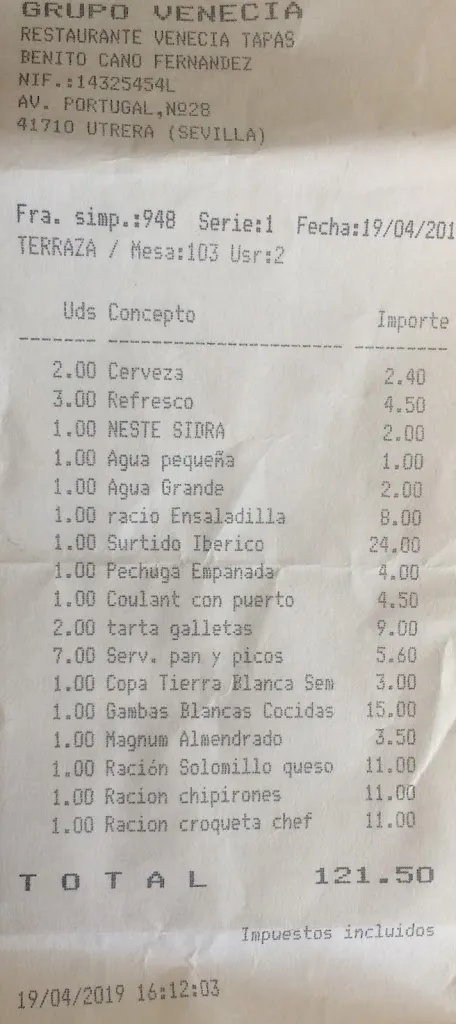 GRUPO VENECIA
RESTAURANTE VENECIA TAPAS
BENITO CANO FERNANDEZ
NIF.:14325454L
AV. PORTUGAL,Nº28
41710 UTRERA (SEVILLA)
Fra. simp.:948 Serie:1 Fecha:19/04/201
TERRAZA / Mesa:103 Usr:2
Uds Concepto Importe
2.00 Cerveza 2.40
3.00 Refresco 4.50
1.00 NESTE SIDRA 2.00
1.00 Agua pequeña 1.00
1.00 Agua Grande 2.00
1.00 racio Ensaladilla 8.00
1.00 Surtido Iberico 24.00
1.00 Pechuga Empanada 4.00
1.00 Coulant con puerto 4.50
2.00 tarta galletas 9.00
7.00 Serv. pan y picos 5.60
1.00 Copa Tierra Blanca Sem 3.00
1.00 Gambas Blancas Cocidas 15.00
1.00 Magnum Almendrado 3.50
1.00 Ración Solomillo queso 11.00
1.00 Racion chipirones 11.00
1.00 Racion croqueta chef 11.00
TOTAL 121.50
Impuestos incluidos
19/04/2019 16:12:03